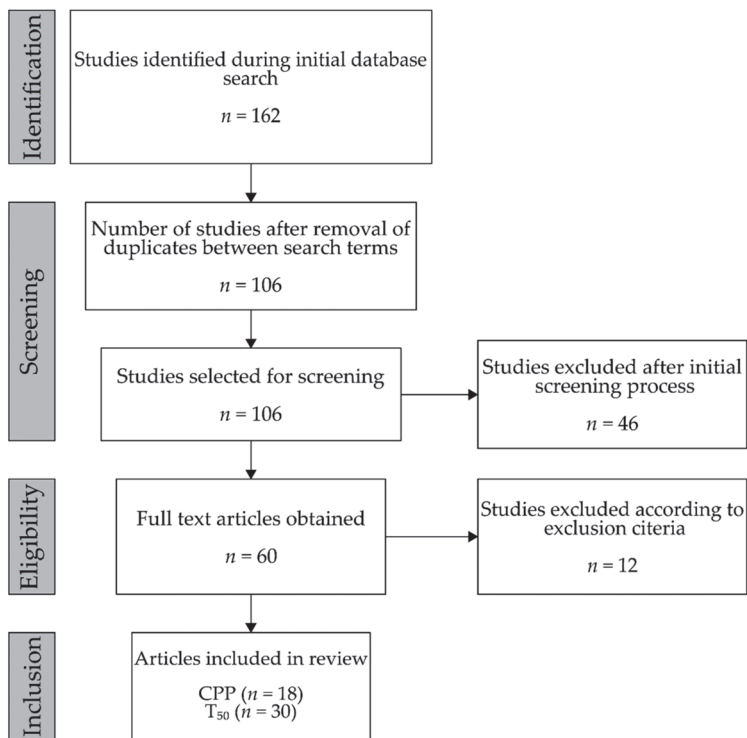 Identification
Studies identified during initial database
search
n = 162
Screening
Number of studies after removal of
duplicates between search terms
n = 106
Studies selected for screening
n = 106
Studies excluded after initial
screening process
n = 46
Eligibility
Full text articles obtained
n = 60
Studies excluded according to
exclusion citeria
n = 12
Inclusion
Articles included in review
CPP (n = 18)
T₅₀ (n = 30)